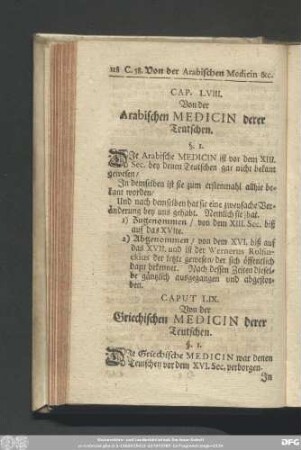 118 C. 58. Von der Arabischen Medicin &c.
CAP. LVIII.
Von der
Arabischen MEDICIN derer
Teutschen.
§. 1.
DJe Arabische MEDICIN ist vor dem XIII.
Sec. bey denen Teutschen gar nicht bekant
gewesen/
In demselben ist sie zum erstenmahl allhie be-
kant worden/
Und nach demselben hat sie eine zweyfache Ver-
änderung bey uns gehabt. Nemlich sie hat
1) Zugenommen / von dem XIII. Sec. biß
auf das XVIte.
2) Abgenommen / von dem XVI. biß auf
das XVII. und ist der Wernerus Rolfin-
ckius der letzte gewesen/ der sich öffentlich
dazu bekennet. Nach dessen Zeiten diesel-
be gäntzlich ausgegangen und abgestor-
ben.
CAPUT LIX.
Von der
Griechischen MEDICIN derer
Teutschen.
§. 1.
DJe Griechische MEDICIN war denen
Teutschen vor dem XVI. Sec. verborgen.
In